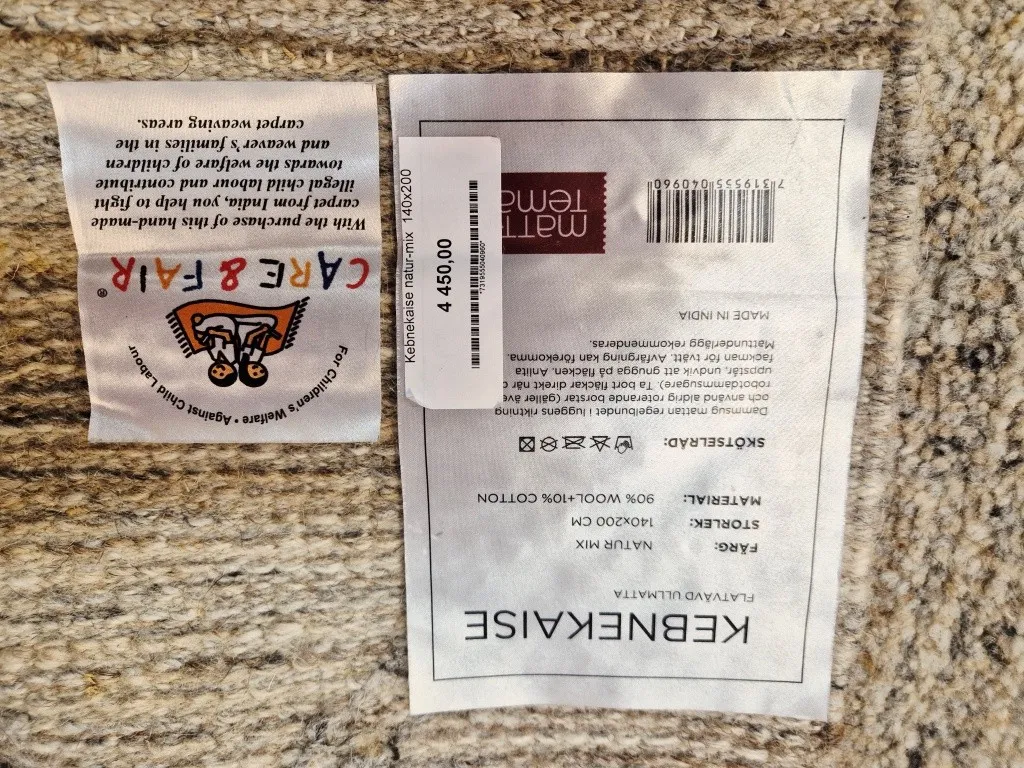 KEBNEKAISE
FLATVÄVD ULLMATTA
FÄRG: NATUR MIX
STORLEK: 140x200 CM
MATERIAL: 90% WOOL+10% COTTON
SKÖTSELRÅD:
Dammsug mattan regelbundet i luggens riktning
och använd aldrig roterande borstar (gäller äve
robotdammsugare). Ta bort fläckar direkt när d
uppstår, undvik att gnugga på fläcken. Anlita
fackman för tvätt. Avfärgning kan förekomma.
Mattunderlägg rekommenderas.
MADE IN INDIA
7 319555 040960
matt
Tema
Kebnekaise natur-mix 140x200
4 450,00
*7319555040960*
For Children's Welfare • Against Child Labour
CARE & FAIR®
With the purchase of this hand-made
carpet from India, you help to fight
illegal child labour and contribute
towards the welfare of children
and weaver's families in the
carpet weaving areas.